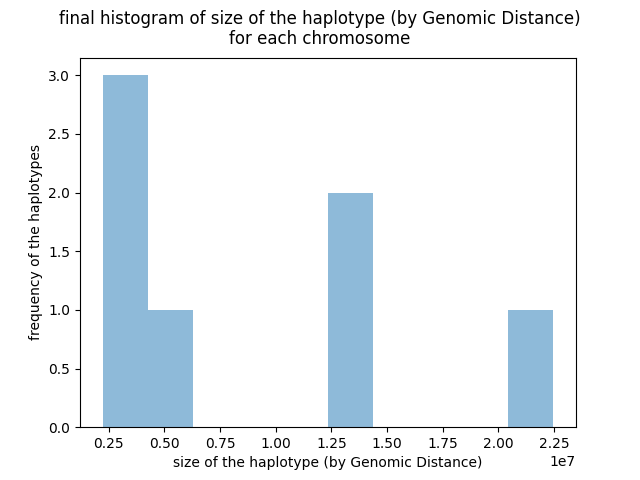 final histogram of size of the haplotype (by Genomic Distance)
for each chromosome
3.0
2.5
2.0
1.5
1.0
0.5
0.0
frequency of the haplotypes
0.25 0.50 0.75 1.00 1.25 1.50 1.75 2.00 2.25
1e7
size of the haplotype (by Genomic Distance)